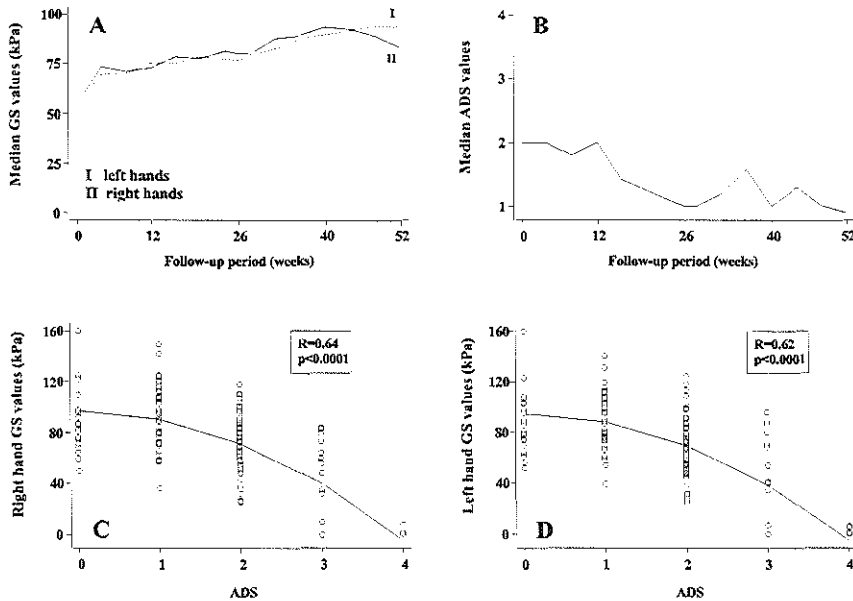 A
Median GS values (kPa)
100
75
50
25
0
I
II
I left hands
II right hands
0 12 26 40 52
Follow-up period (weeks)
B
Median ADS values
4
3
2
1
0 12 26 40 52
Follow-up period (weeks)
Right hand GS values (kPa)
160
120
80
40
0
R=0.64
p<0.0001
C
0 1 2 3 4
ADS
Left hand GS values (kPa)
160
120
80
40
0
R=0.62
p<0.0001
D
0 1 2 3 4
ADS